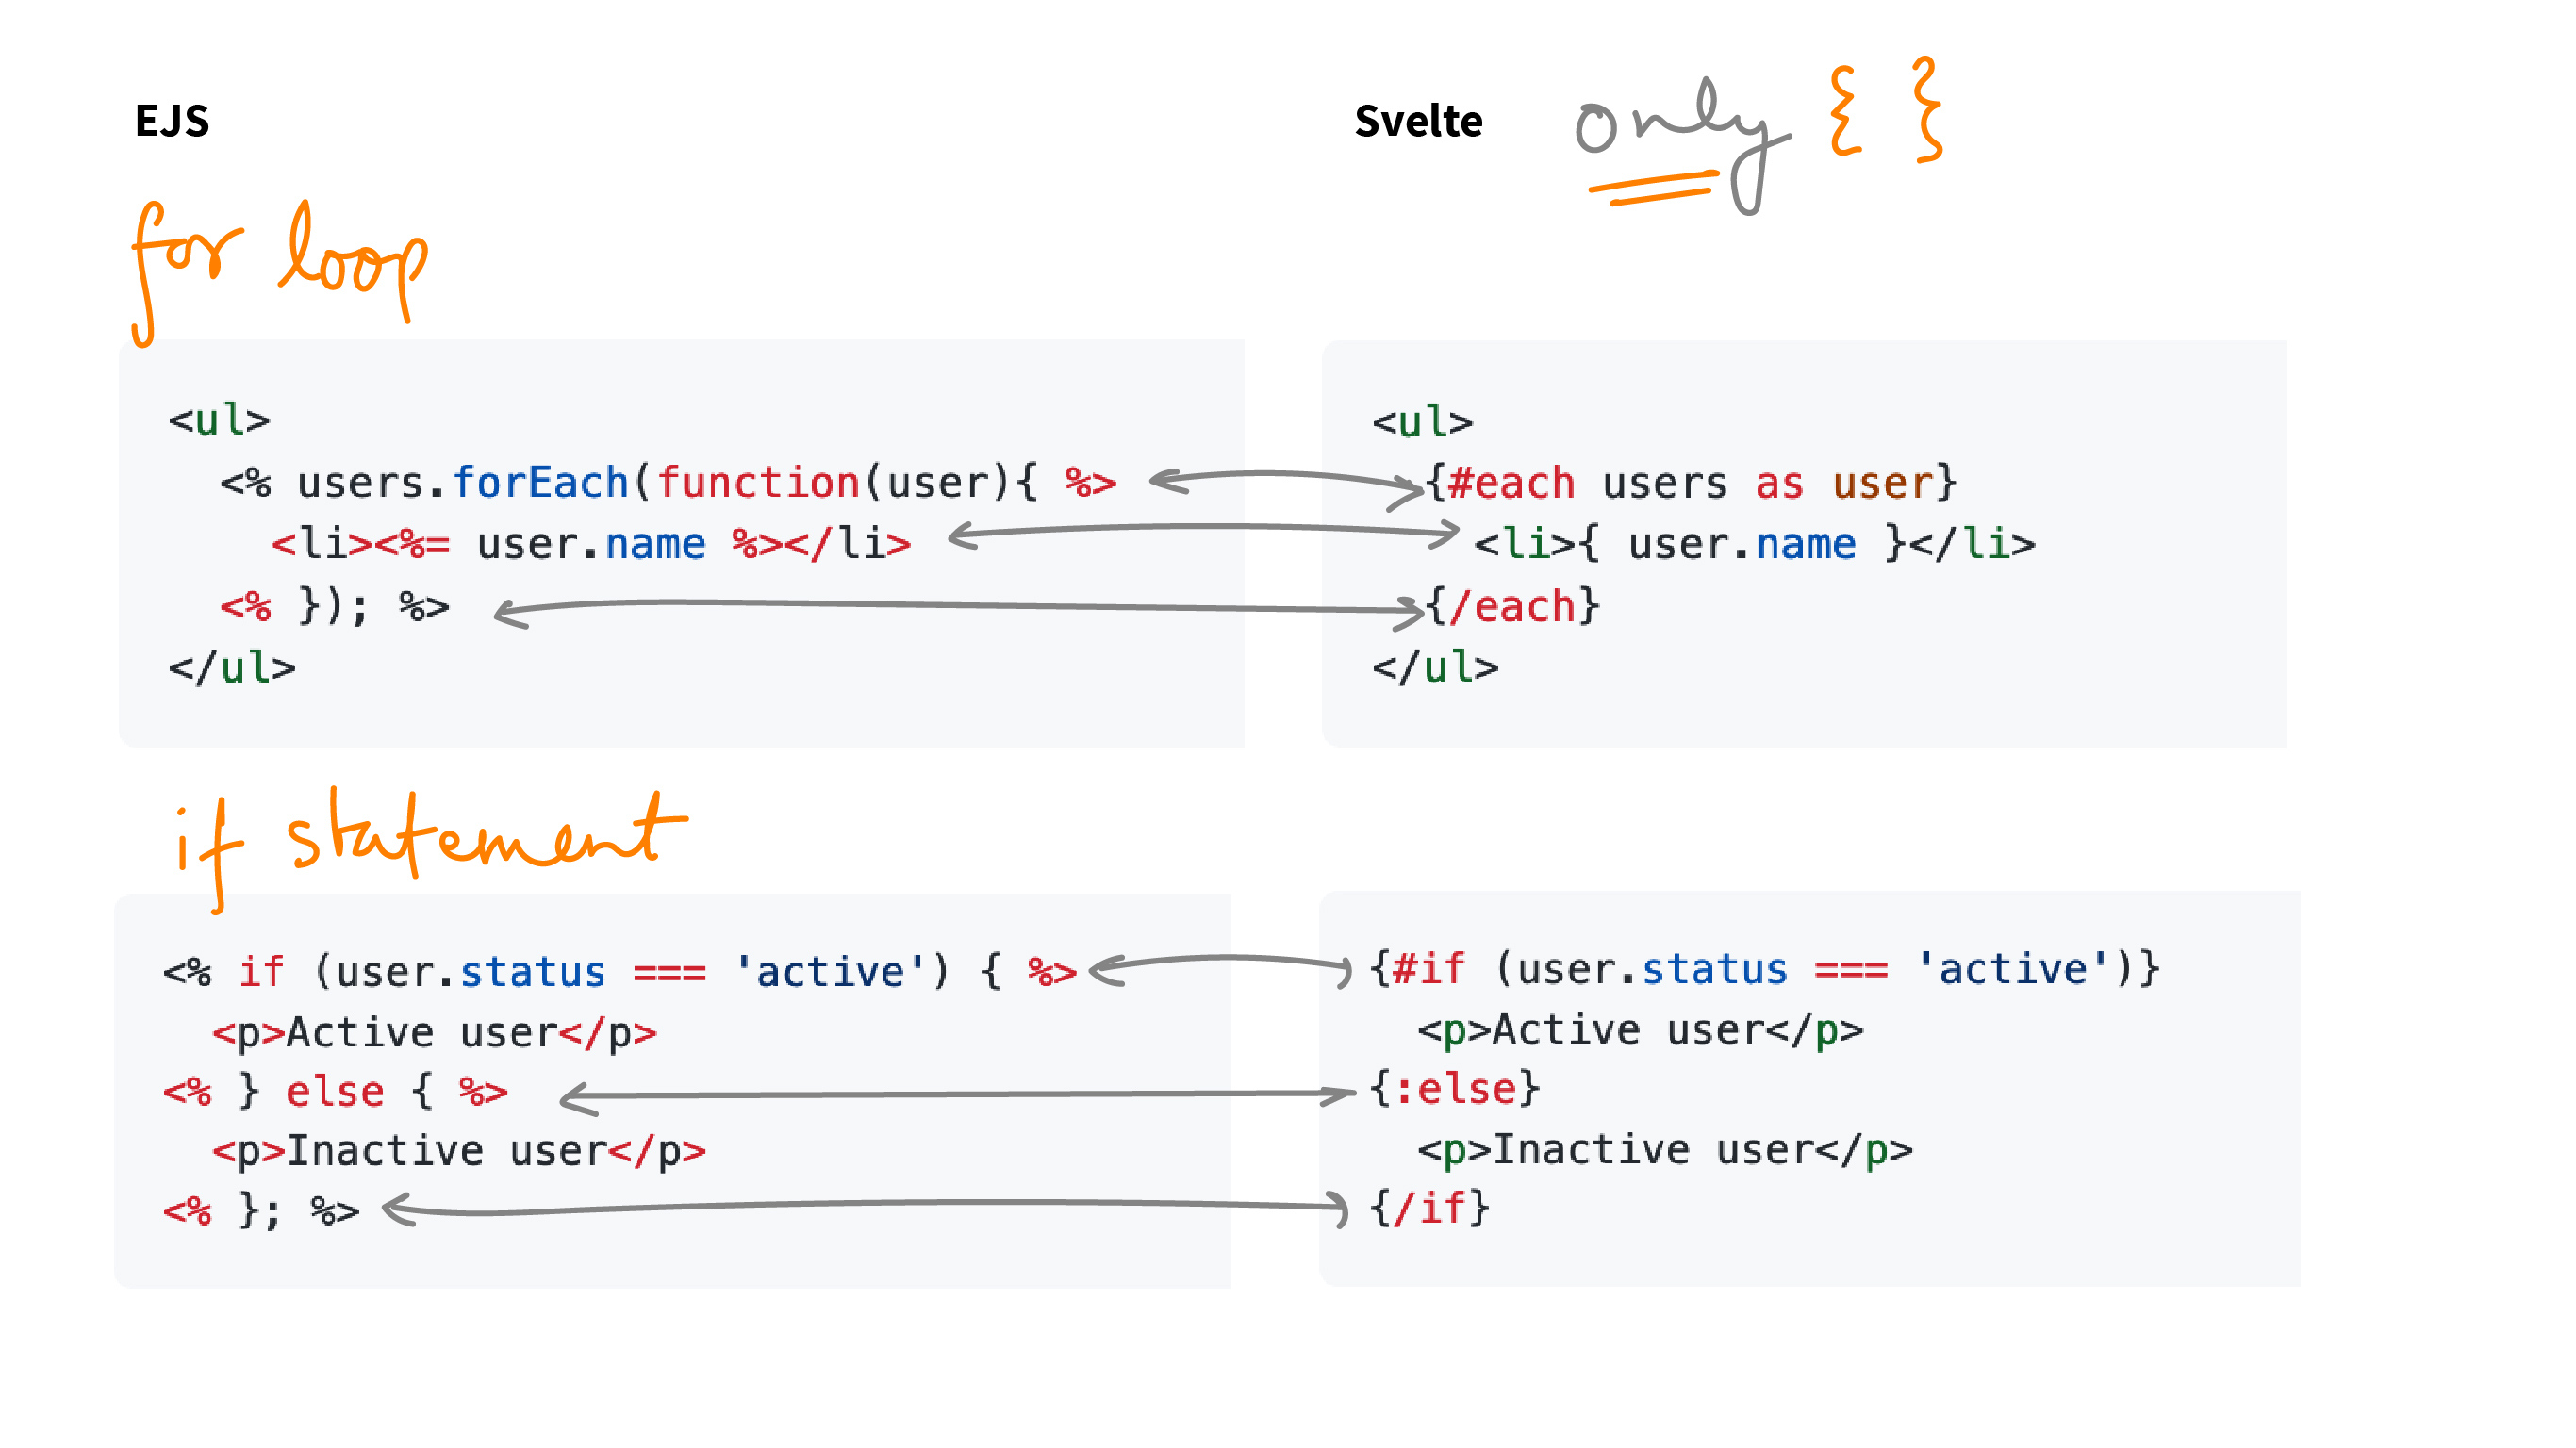 EJS
Svelte only { }
for loop
<ul>
  <% users.forEach(function(user){ %>
    <li><%= user.name %></li>
  <% }); %>
</ul>
<ul>
  {#each users as user}
    <li>{ user.name }</li>
  {/each}
</ul>
if statement
<% if (user.status === 'active') { %>
  <p>Active user</p>
<% } else { %>
  <p>Inactive user</p>
<% }; %>
{#if (user.status === 'active')}
  <p>Active user</p>
{:else}
  <p>Inactive user</p>
{/if}